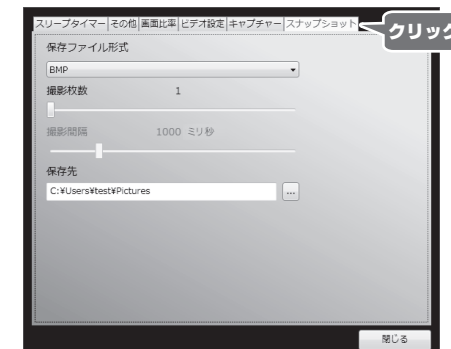 スリープタイマー その他 画面比率 ビデオ設定 キャプチャー スナップショット
クリック
保存ファイル形式
BMP
撮影枚数 1
撮影間隔 1000 ミリ秒
保存先
C:¥Users¥test¥Pictures
...
閉じる